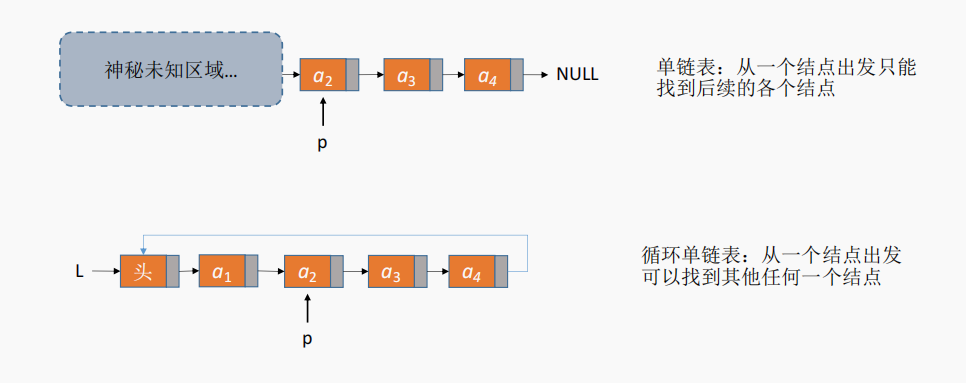 神秘未知区域...
a2
a3
a4
NULL
p
单链表：从一个结点出发只能
找到后续的各个结点
L
头
a1
a2
a3
a4
p
循环单链表：从一个结点出发
可以找到其他任何一个结点